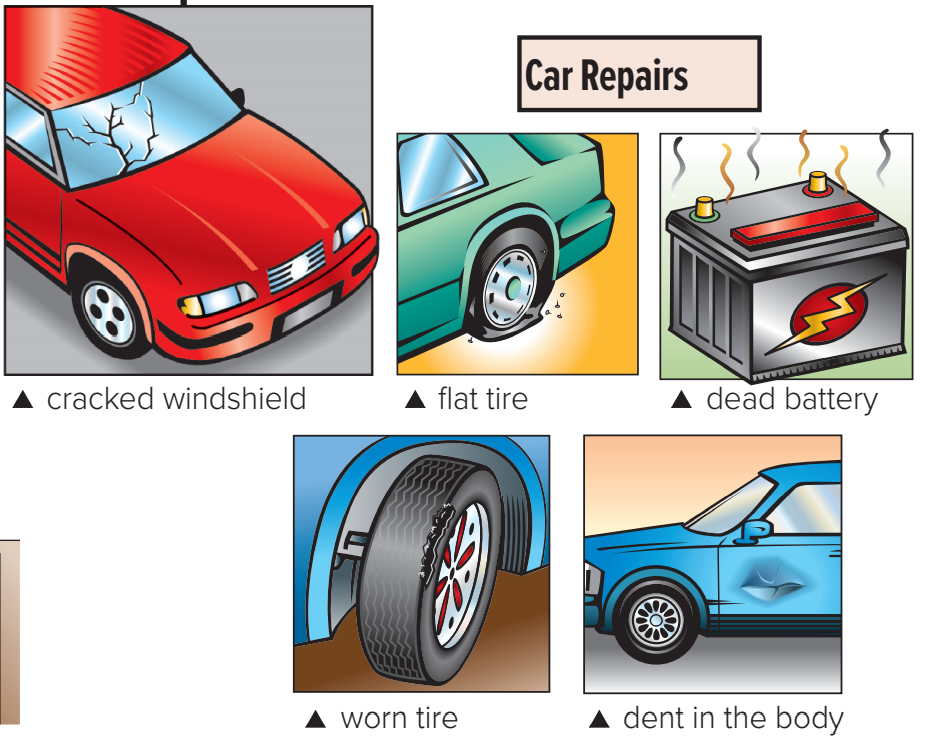 Car Repairs
▲ cracked windshield
▲ flat tire
▲ dead battery
▲ worn tire
▲ dent in the body